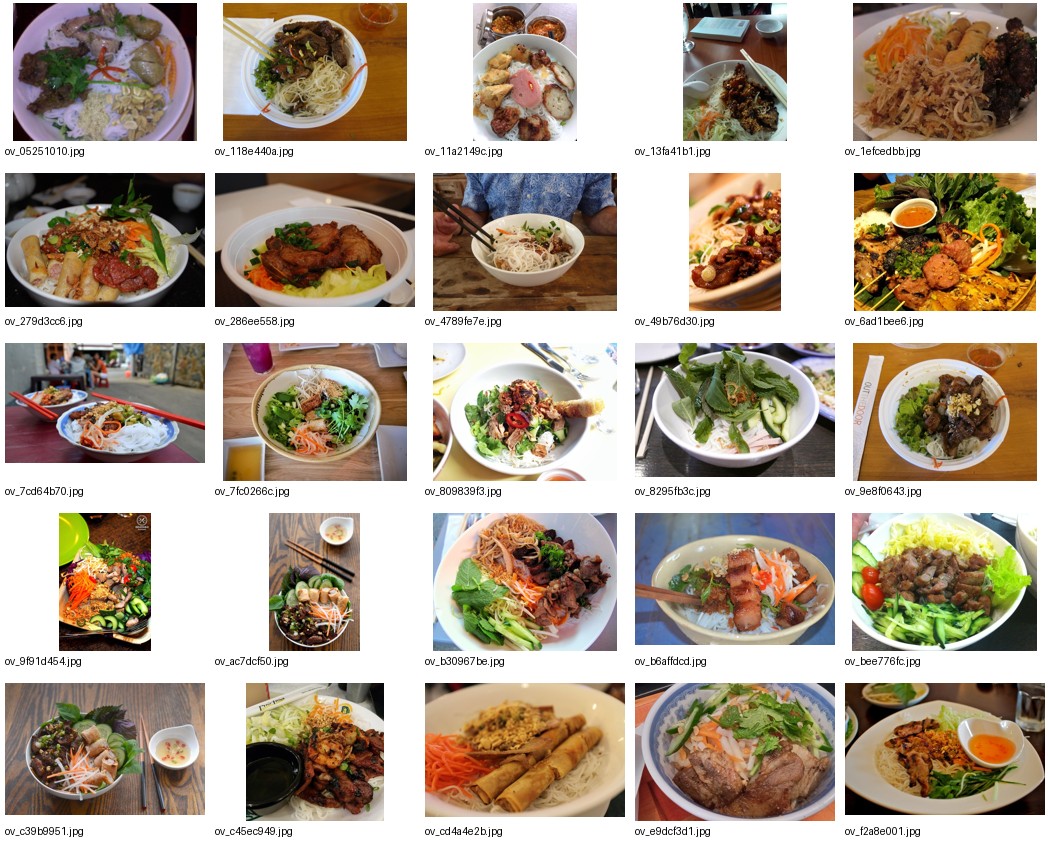 ov_05251010.jpg
ov_118e440a.jpg
ov_11a2149c.jpg
ov_13fa41b1.jpg
ov_1efcedbb.jpg
ov_279d3cc6.jpg
ov_286ee558.jpg
ov_4789fe7e.jpg
ov_49b76d30.jpg
ov_6ad1bee6.jpg
ov_7cd64b70.jpg
ov_7fc0266c.jpg
ov_809839f3.jpg
ov_8295fb3c.jpg
ov_9e8f0643.jpg
ov_9f91d454.jpg
ov_ac7dcf50.jpg
ov_b30967be.jpg
ov_b6affdcd.jpg
ov_bee776fc.jpg
ov_c39b9951.jpg
ov_c45ec949.jpg
ov_cd4a4e2b.jpg
ov_e9dcf3d1.jpg
ov_f2a8e001.jpg